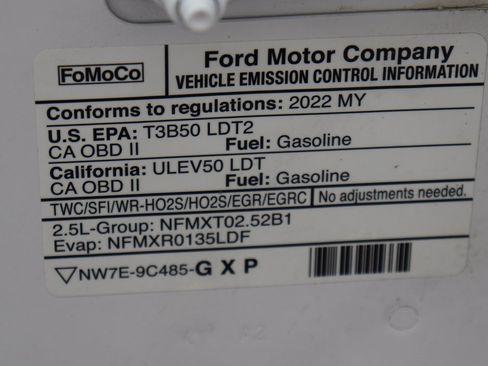 FoMoCo
Ford Motor Company
VEHICLE EMISSION CONTROL INFORMATION
Conforms to regulations: 2022 MY
U.S. EPA: T3B50 LDT2
CA OBD II Fuel: Gasoline
California: ULEV50 LDT
CA OBD II Fuel: Gasoline
TWC/SFI/WR-HO2S/HO2S/EGR/EGRC No adjustments needed.
2.5L-Group: NFMXT02.52B1
Evap: NFMXR0135LDF
NW7E-9C485-G X P